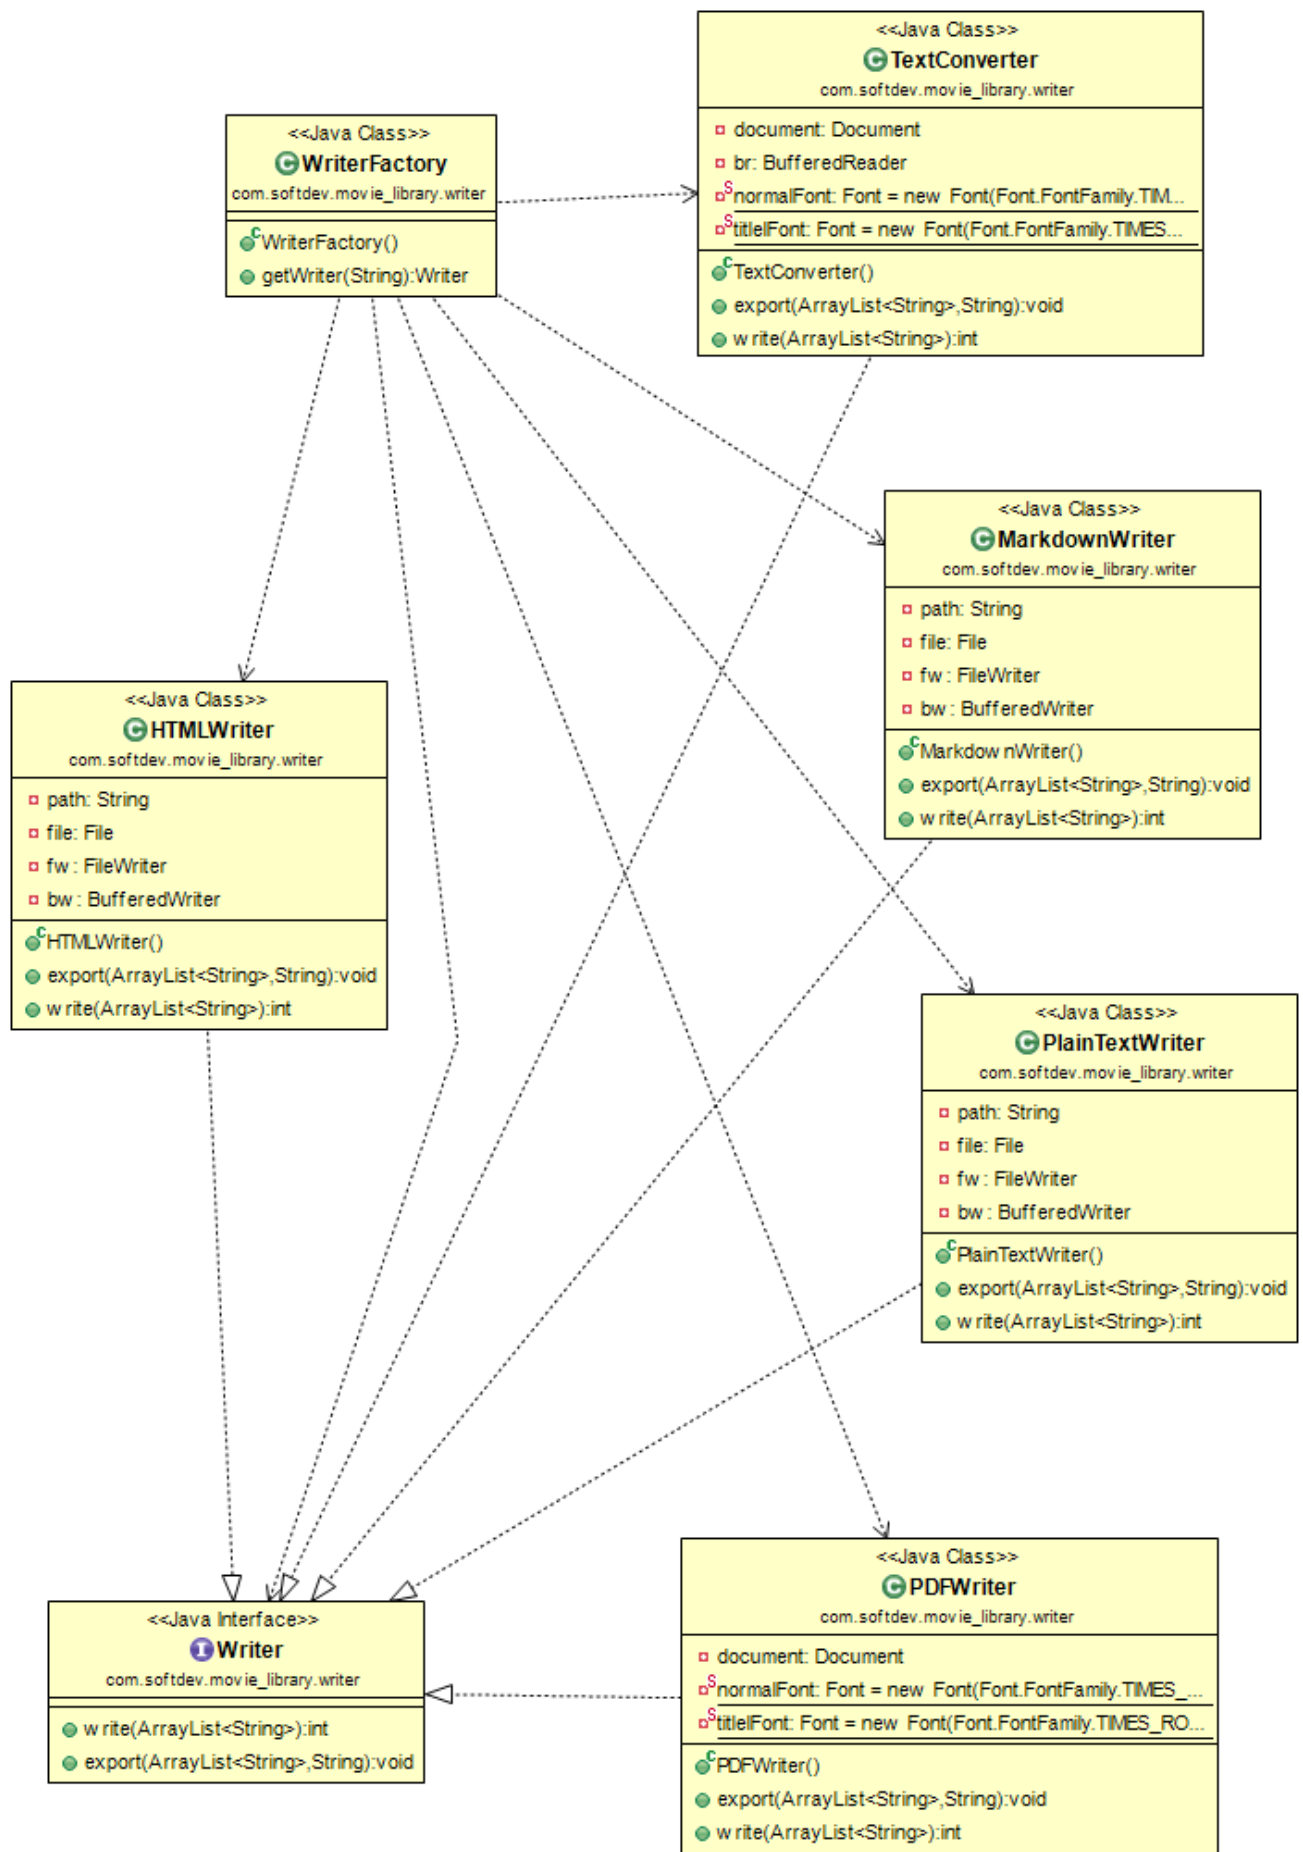 <<Java Class>>
TextConverter
com.softdev.movie_library.writer
document: Document
br: BufferedReader
normalFont: Font = new Font(Font.FontFamily.TIM...
titlelFont: Font = new Font(Font.FontFamily.TIMES...
TextConverter()
export(ArrayList<String>,String):void
write(ArrayList<String>):int
<<Java Class>>
WriterFactory
com.softdev.movie_library.writer
WriterFactory()
getWriter(String):Writer
<<Java Class>>
MarkdownWriter
com.softdev.movie_library.writer
path: String
file: File
fw: FileWriter
bw: BufferedWriter
MarkdownWriter()
export(ArrayList<String>,String):void
write(ArrayList<String>):int
<<Java Class>>
HTMLWriter
com.softdev.movie_library.writer
path: String
file: File
fw: FileWriter
bw: BufferedWriter
HTMLWriter()
export(ArrayList<String>,String):void
write(ArrayList<String>):int
<<Java Class>>
PlainTextWriter
com.softdev.movie_library.writer
path: String
file: File
fw: FileWriter
bw: BufferedWriter
PlainTextWriter()
export(ArrayList<String>,String):void
write(ArrayList<String>):int
<<Java Interface>>
Writer
com.softdev.movie_library.writer
write(ArrayList<String>):int
export(ArrayList<String>,String):void
<<Java Class>>
PDFWriter
com.softdev.movie_library.writer
document: Document
normalFont: Font = new Font(Font.FontFamily.TIMES_...
titlelFont: Font = new Font(Font.FontFamily.TIMES_RO...
PDFWriter()
export(ArrayList<String>,String):void
write(ArrayList<String>):int